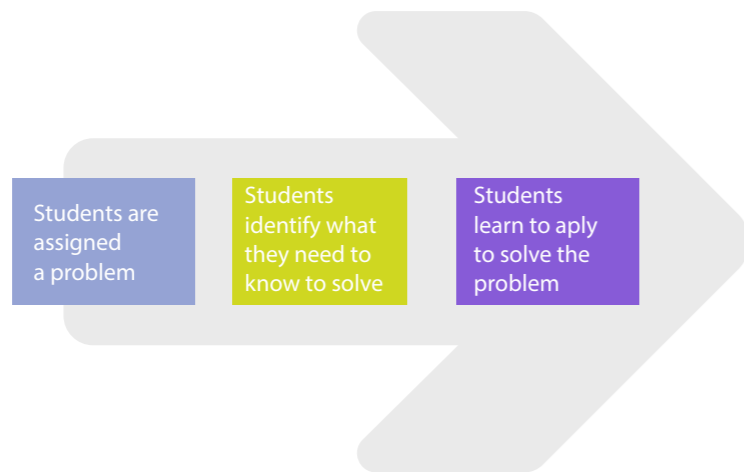 Students are
assigned
a problem
Students
identify what
they need to
know to solve
Students
learn to aply
to solve the
problem